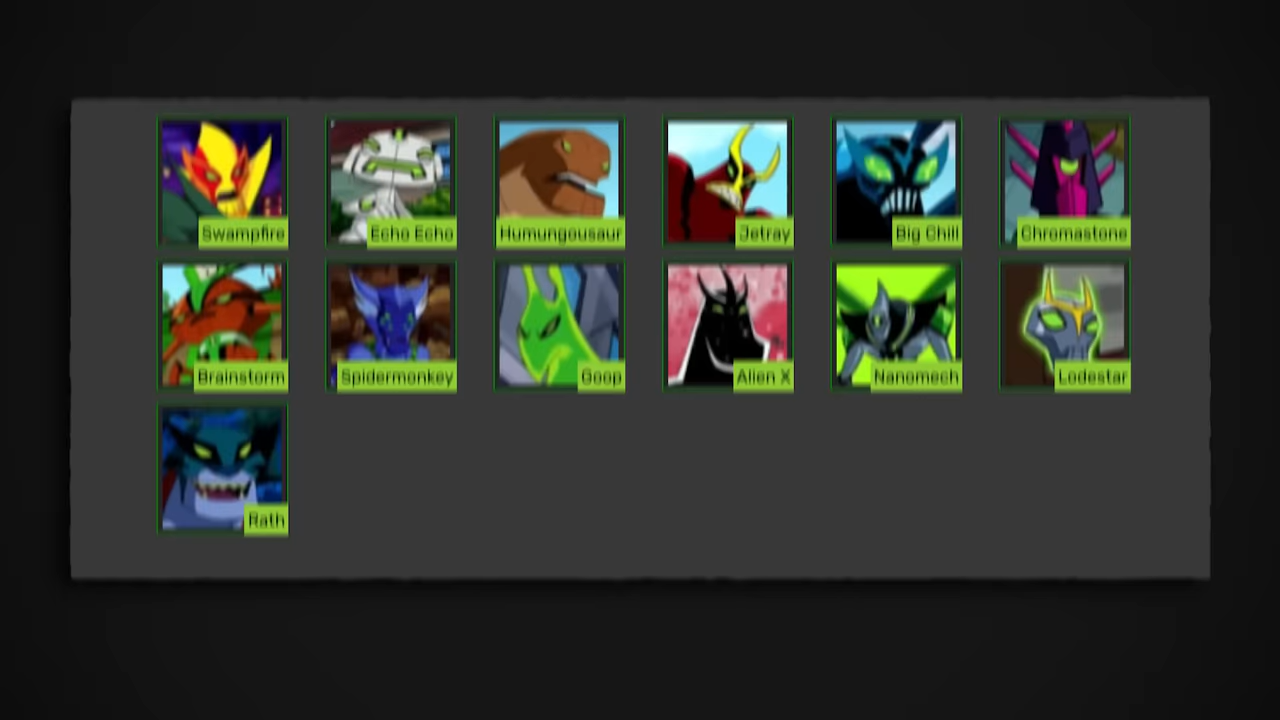 Swampfire
Echo Echo
Humungousaur
Jetray
Big Chill
Chromastone
Brainstorm
Spidermonkey
Goop
Alien X
Nanomech
Lodestar
Rath